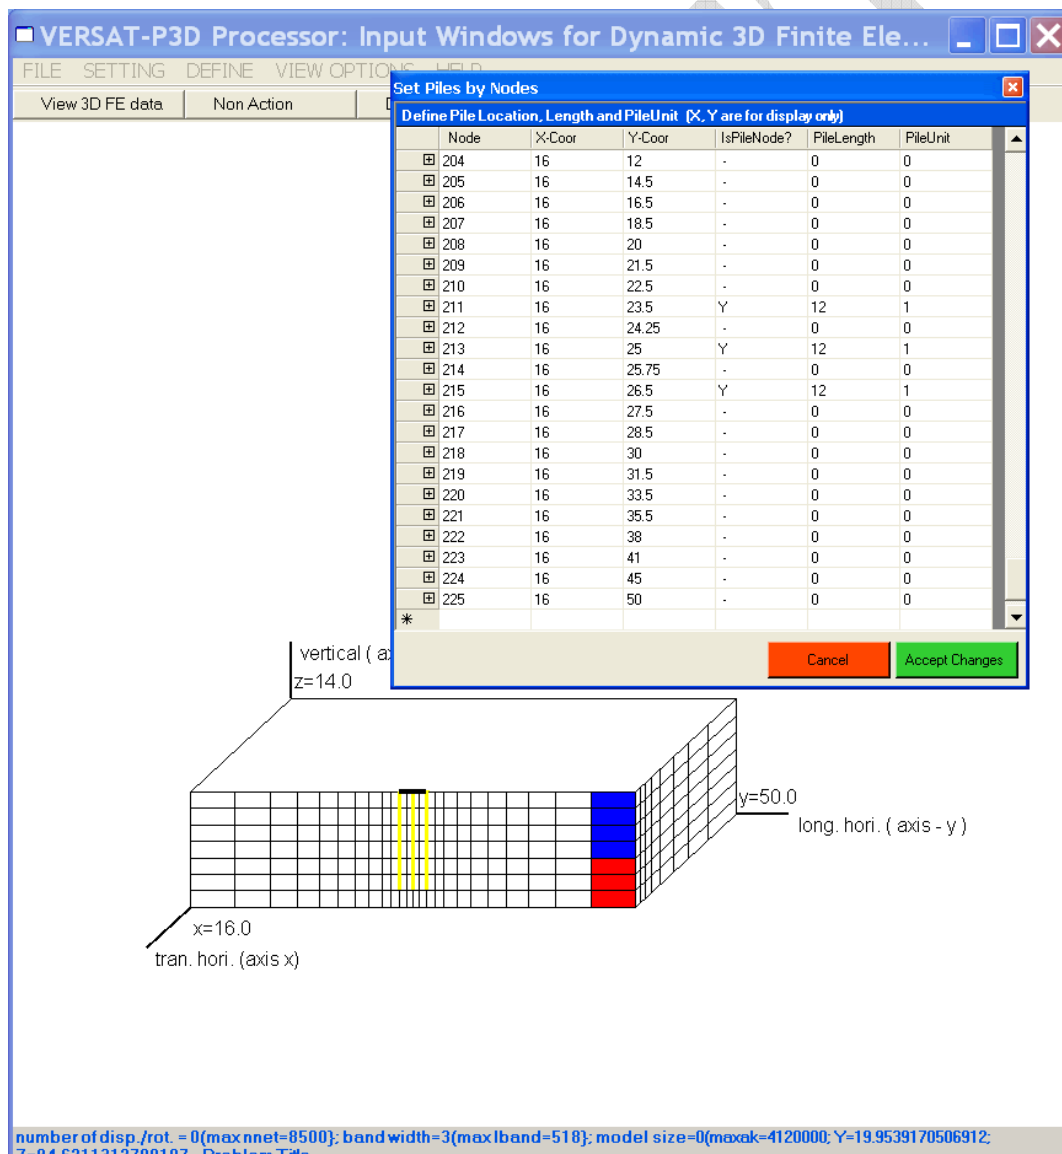 VERSAT-P3D Processor: Input Windows for Dynamic 3D Finite Ele...
FILE SETTING DEFINE VIEW OPTIONS HELP
View 3D FE data Non Action
Set Piles by Nodes
Define Pile Location, Length and PileUnit (X, Y are for display only)
Node X-Coor Y-Coor IsPileNode? PileLength PileUnit
204 16 12 - 0 0
205 16 14.5 - 0 0
206 16 16.5 - 0 0
207 16 18.5 - 0 0
208 16 20 - 0 0
209 16 21.5 - 0 0
210 16 22.5 - 0 0
211 16 23.5 Y 12 1
212 16 24.25 - 0 0
213 16 25 Y 12 1
214 16 25.75 - 0 0
215 16 26.5 Y 12 1
216 16 27.5 - 0 0
217 16 28.5 - 0 0
218 16 30 - 0 0
219 16 31.5 - 0 0
220 16 33.5 - 0 0
221 16 35.5 - 0 0
222 16 38 - 0 0
223 16 41 - 0 0
224 16 45 - 0 0
225 16 50 - 0 0
*
Cancel Accept Changes
vertical ( a
z=14.0
y=50.0
long. hori. ( axis - y )
x=16.0
tran. hori. (axis x)
number of disp./rot. = 0(max nnet=8500}; band width=3(max lband=518}; model size=0(maxak=4120000; Y=19.9539170506912;